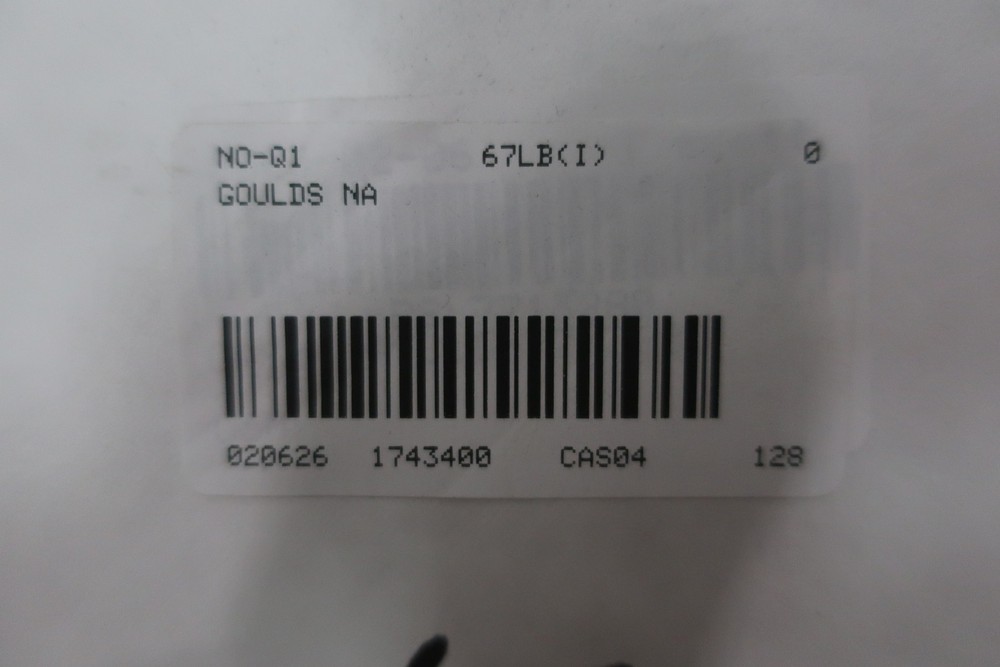 NO-Q1 67LB(I) 0
GOULDS NA
020626 1743400 CAS04 128